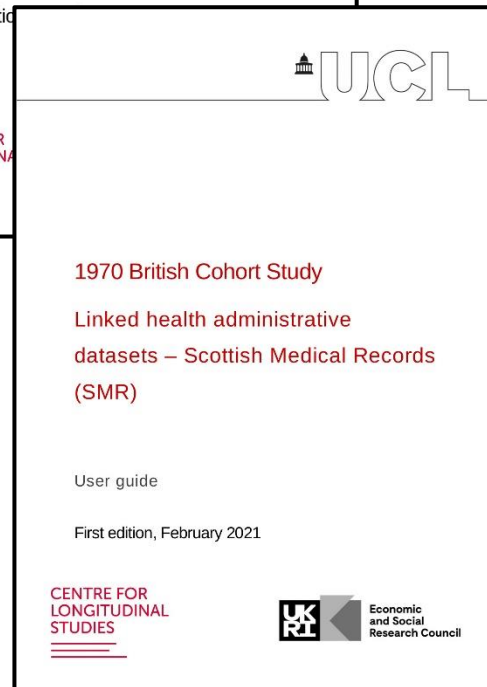 UCL
1970 British Cohort Study
Linked health administrative
datasets – Scottish Medical Records
(SMR)
User guide
First edition, February 2021
CENTRE FOR
LONGITUDINAL
STUDIES
UK
RI
Economic
and Social
Research Council